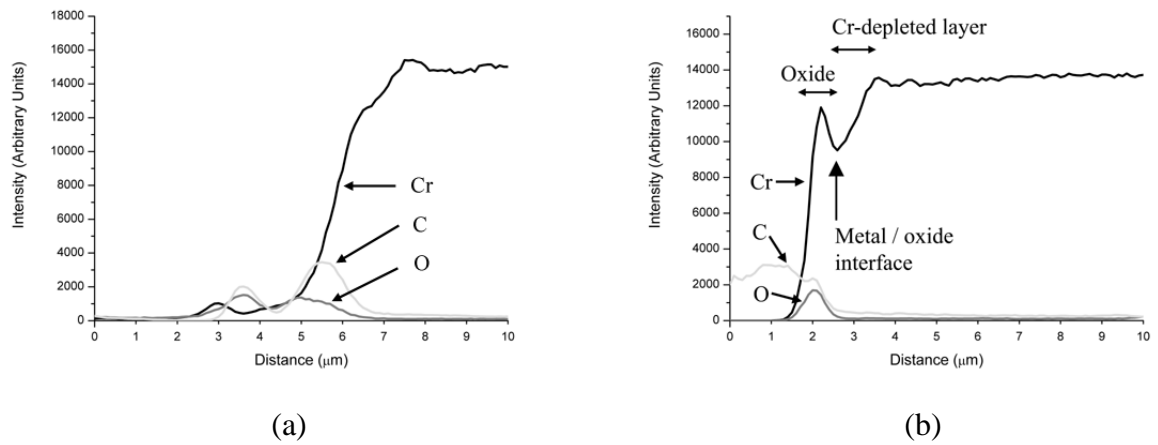 18000
16000
14000
12000
10000
8000
6000
4000
2000
0
Intensity (Arbitrary Units)
Cr
C
O
0 1 2 3 4 5 6 7 8 9 10
Distance (μm)
(a)
18000
16000
14000
12000
10000
8000
6000
4000
2000
0
Intensity (Arbitrary Units)
Cr-depleted layer
Oxide
Cr
C
Metal / oxide
interface
O
0 1 2 3 4 5 6 7 8 9 10
Distance (μm)
(b)